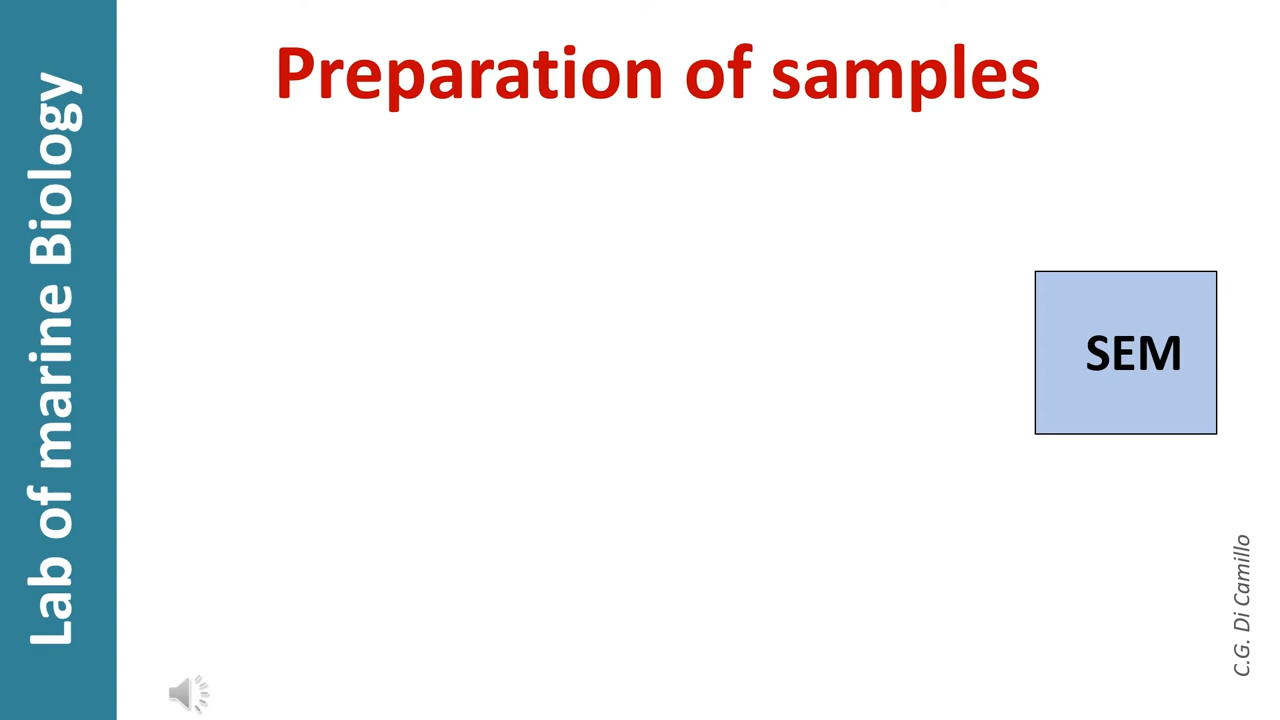 Preparation of samples
Lab of marine Biology
SEM
C.G. Di Camillo